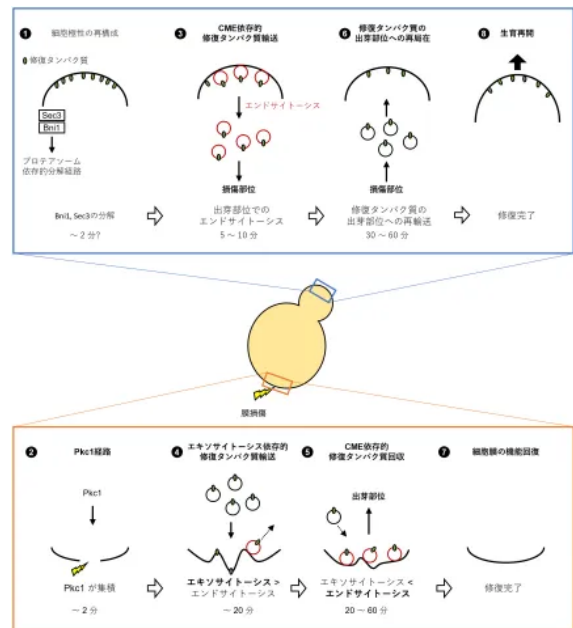 ❶ 細胞極性の再構成
修復タンパク質
Sec3
Bni1
プロテアソーム
依存的分解経路
Bni1, Sec3の分解
～ 2 分?
❸ CME依存的
修復タンパク質輸送
エンドサイトーシス
損傷部位
出芽部位での
エンドサイトーシス
5 ～ 10 分
❻ 修復タンパク質の
出芽部位への再局在
損傷部位
修復タンパク質の
出芽部位への再輸送
30 ～ 60 分
❽ 生育再開
修復完了
膜損傷
❷ Pkc1経路
Pkc1
Pkc1 が集積
～ 2 分
❹ エキソサイトーシス依存的
修復タンパク質輸送
エキソサイトーシス >
エンドサイトーシス
～ 20 分
❺ CME依存的
修復タンパク質回収
出芽部位
エキソサイトーシス <
エンドサイトーシス
20 ～ 60 分
❼ 細胞膜の機能回復
修復完了